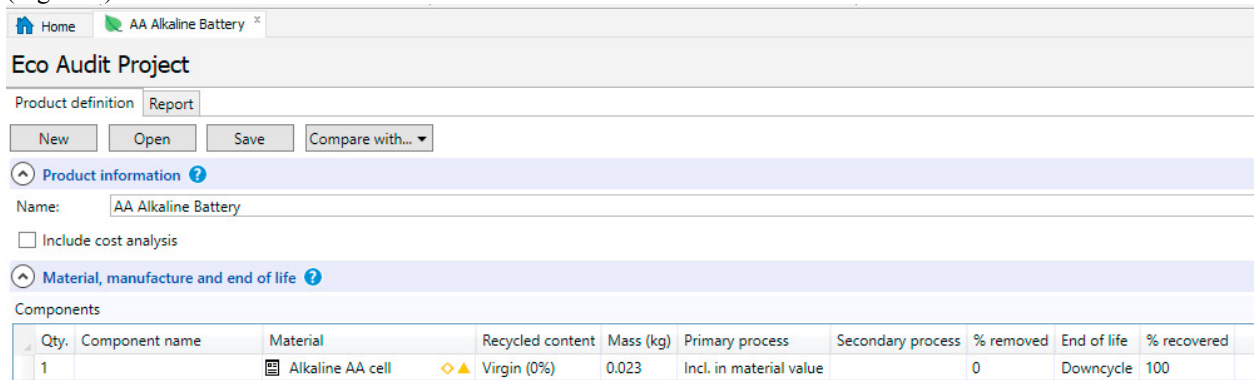 Home AA Alkaline Battery x
Eco Audit Project
Product definition Report
New Open Save Compare with...
Product information ?
Name: AA Alkaline Battery
Include cost analysis
Material, manufacture and end of life ?
Components
Qty. Component name Material Recycled content Mass (kg) Primary process Secondary process % removed End of life % recovered
1 Alkaline AA cell Virgin (0%) 0.023 Incl. in material value 0 Downcycle 100